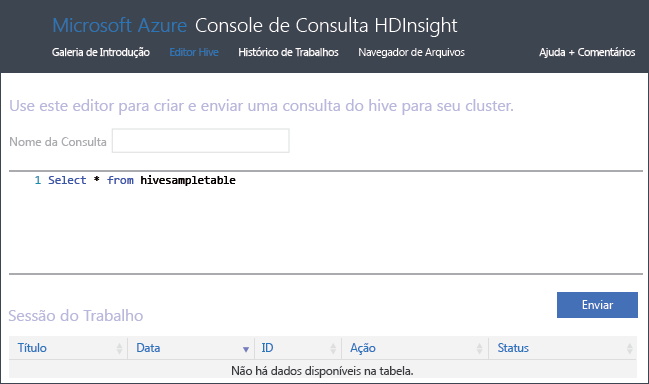 Microsoft Azure Console de Consulta HDInsight
Galeria de Introdução Editor Hive Histórico de Trabalhos Navegador de Arquivos Ajuda + Comentários
Use este editor para criar e enviar uma consulta do hive para seu cluster.
Nome da Consulta
1 Select * from hivesampletable
Enviar
Sessão do Trabalho
Título Data ID Ação Status
Não há dados disponíveis na tabela.